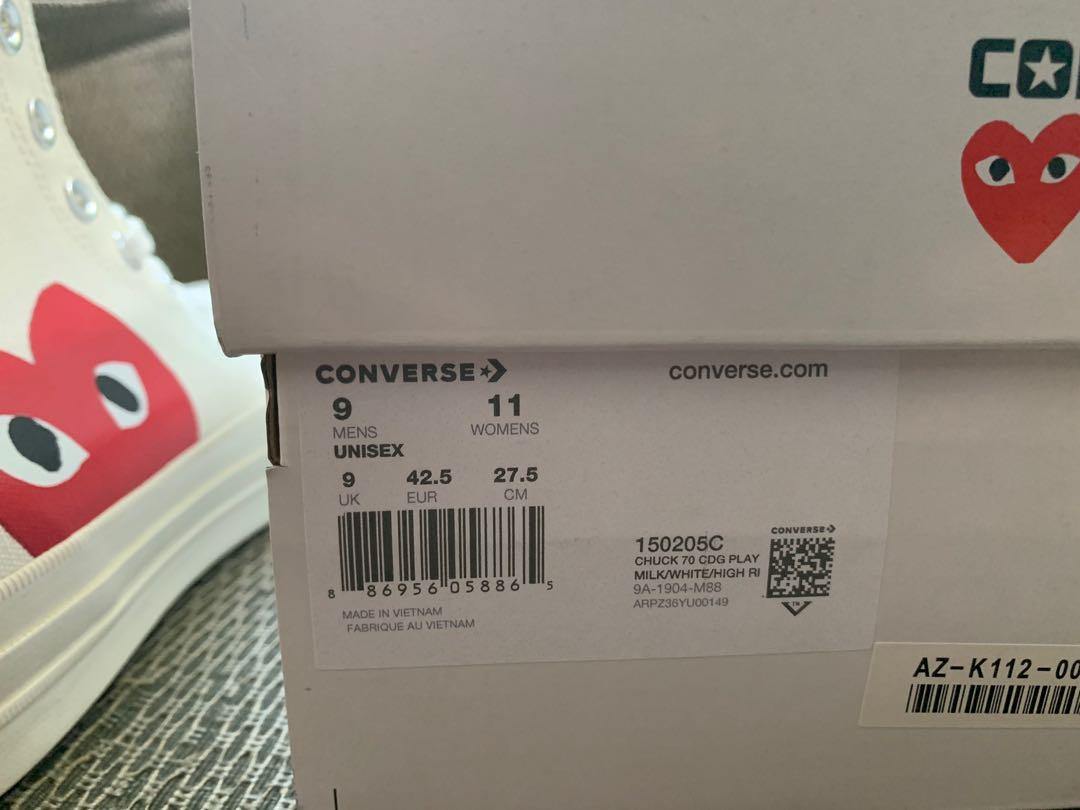 CONVERSE
converse.com
9 11
MENS WOMENS
UNISEX
9 42.5 27.5
UK EUR CM
8 86956 05886 5
MADE IN VIETNAM
FABRIQUE AU VIETNAM
CONVERSE
150205C
CHUCK 70 CDG PLAY
MILK/WHITE/HIGH RI
9A-1904-M88
ARPZ36YU00149
TM
AZ-K112-00